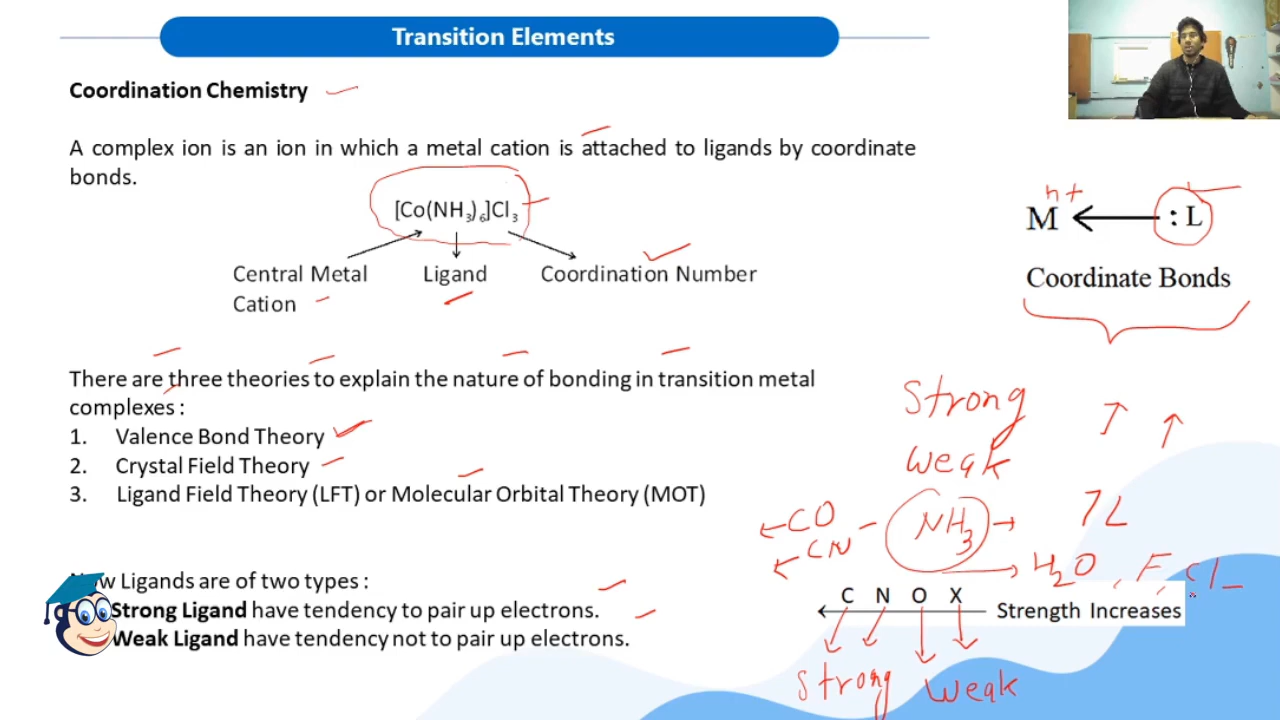 Transition Elements
Coordination Chemistry
A complex ion is an ion in which a metal cation is attached to ligands by coordinate
bonds.
[Co(NH₃)₆]Cl₃
Central Metal
Cation
Ligand
Coordination Number
n+
M ← :L
Coordinate Bonds
There are three theories to explain the nature of bonding in transition metal
complexes :
1. Valence Bond Theory
2. Crystal Field Theory
3. Ligand Field Theory (LFT) or Molecular Orbital Theory (MOT)
Strong
weak
←CO
←CN
NH₃ →
→ H₂O, F, Cl
Ligands are of two types :
Strong Ligand have tendency to pair up electrons.
Weak Ligand have tendency not to pair up electrons.
C N O X
Strength Increases
Strong weak